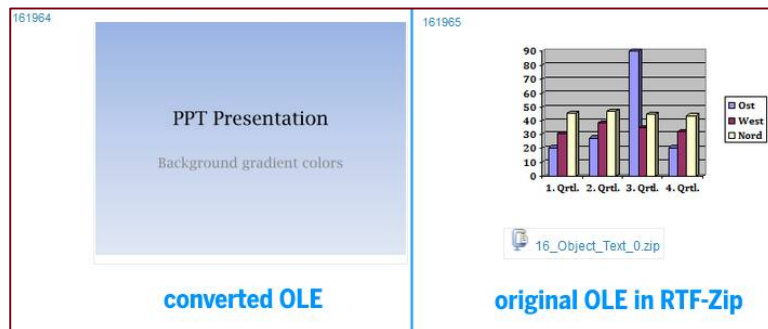 161964
PPT Presentation
Background gradient colors
converted OLE
161965
90
80
70
60
50
40
30
20
10
0
1. Qrtl. 2. Qrtl. 3. Qrtl. 4. Qrtl.
Ost
West
Nord
16_Object_Text_0.zip
original OLE in RTF-Zip